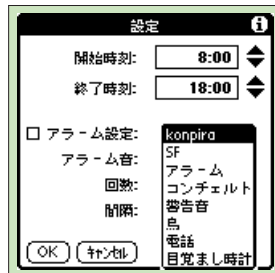 設定
開始時刻: 8:00
終了時刻: 18:00
アラーム設定:
アラーム音:
回数:
間隔:
konpira
SF
アラーム
コンチェルト
警告音
鳥
電話
目覚まし時計
OK キャンセル